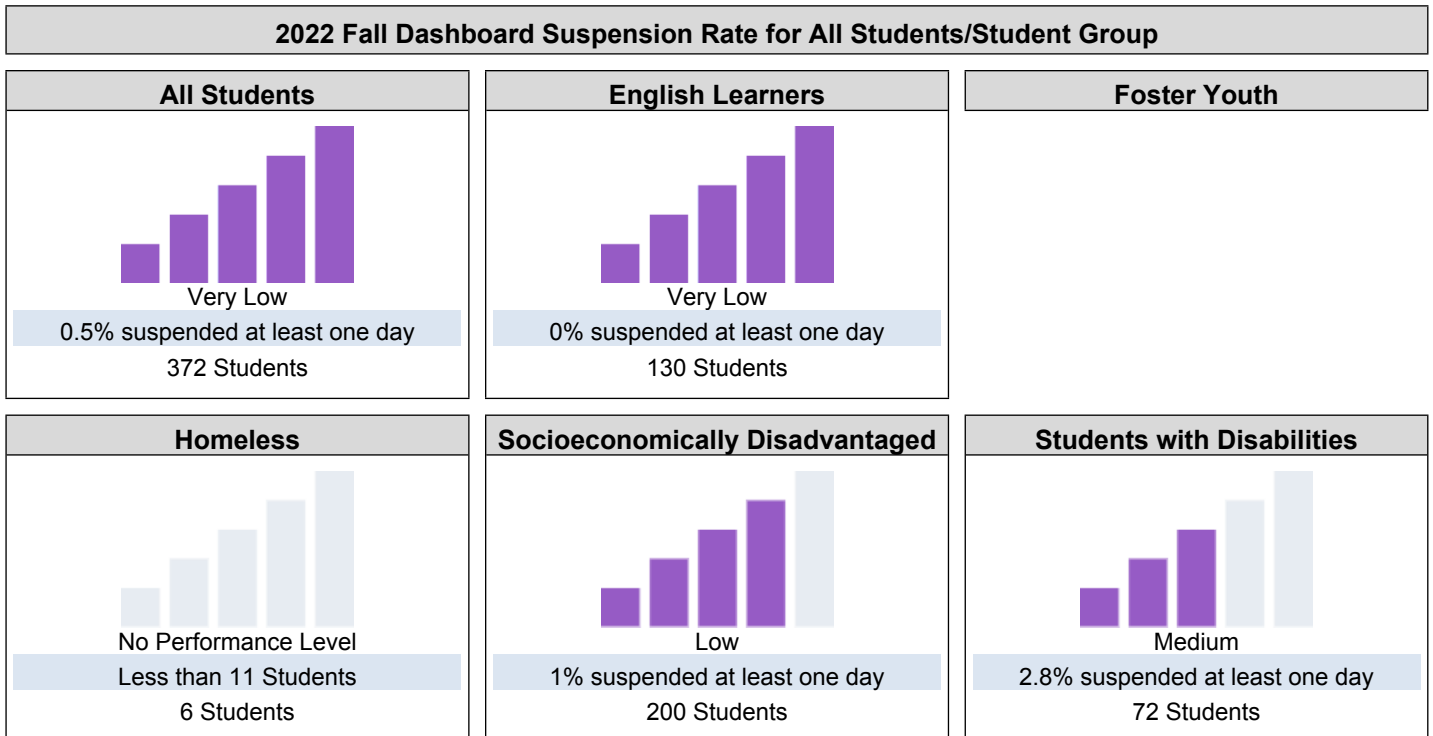 2022 Fall Dashboard Suspension Rate for All Students/Student Group
All Students
Very Low
0.5% suspended at least one day
372 Students
English Learners
Very Low
0% suspended at least one day
130 Students
Foster Youth
Homeless
No Performance Level
Less than 11 Students
6 Students
Socioeconomically Disadvantaged
Low
1% suspended at least one day
200 Students
Students with Disabilities
Medium
2.8% suspended at least one day
72 Students